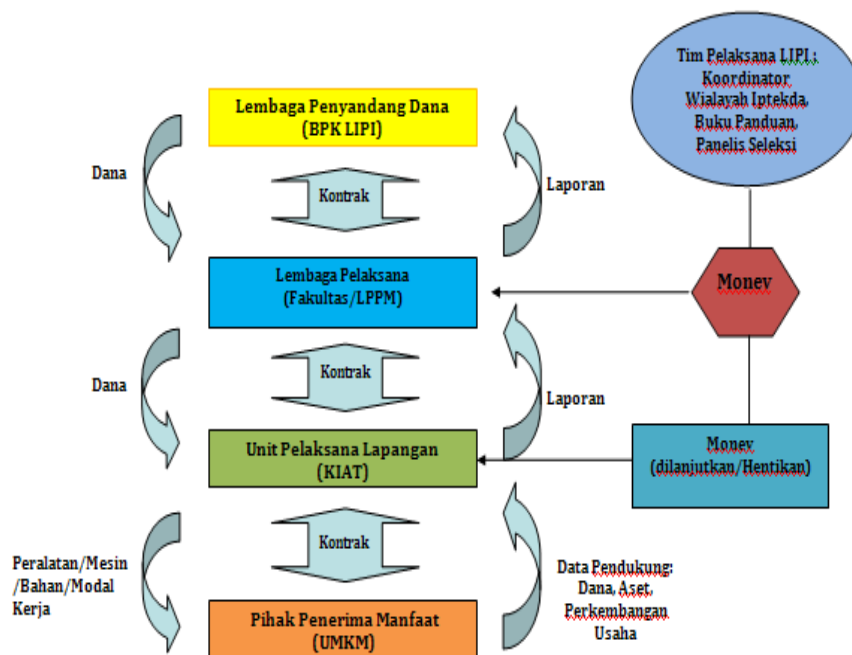 Tim Pelaksana LIPI :
Koordinator
Wialayah Iptekda,
Buku Panduan,
Panelis Seleksi
Lembaga Penyandang Dana
(BPK LIPI)
Dana
Kontrak
Laporan
Lembaga Pelaksana
(Fakultas/LPPM)
Monev
Dana
Kontrak
Laporan
Unit Pelaksana Lapangan
(KIAT)
Monev
(dilanjutkan/Hentikan)
Peralatan/Mesin
/Bahan/Modal
Kerja
Kontrak
Data Pendukung:
Dana, Aset,
Perkembangan
Usaha
Pihak Penerima Manfaat
(UMKM)